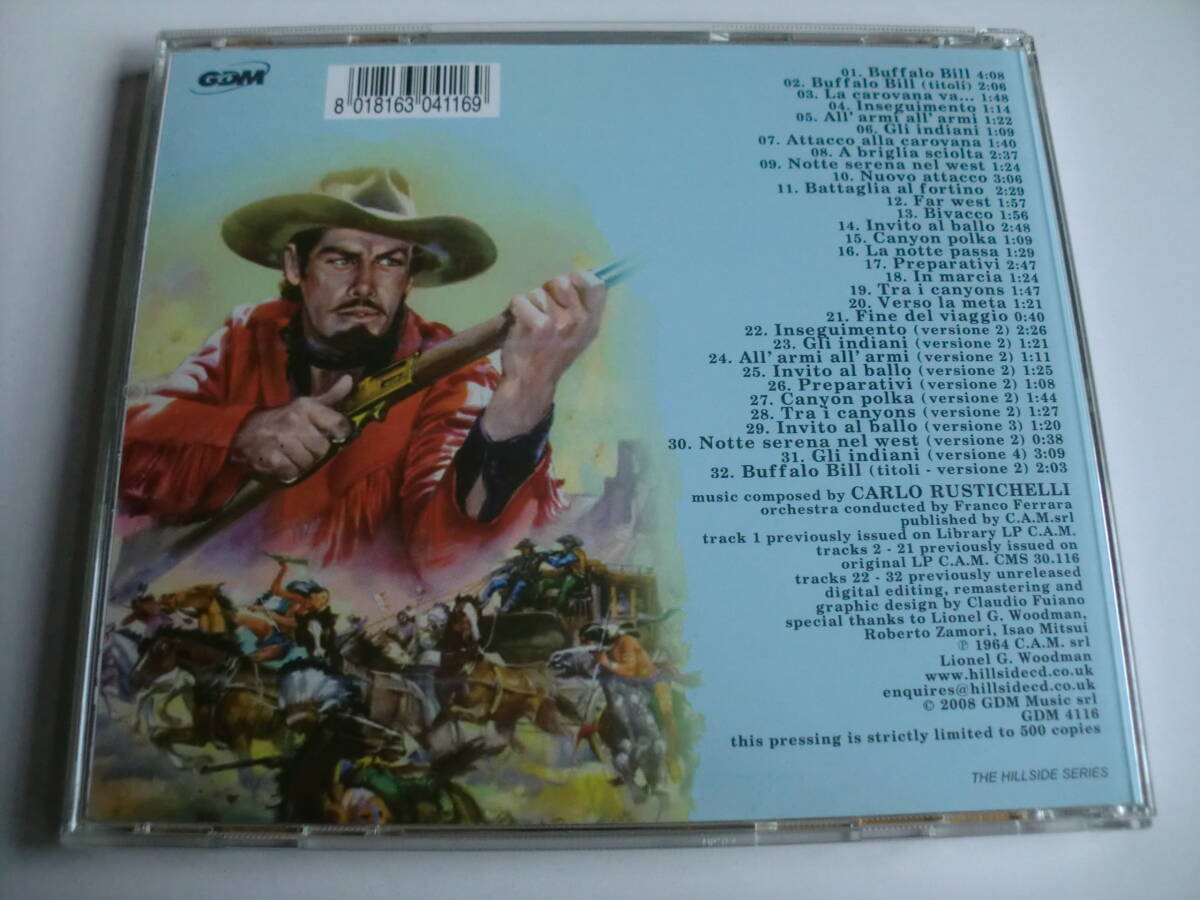 GDM
8 018163 041169
01. Buffalo Bill 4:08
02. Buffalo Bill (titoli) 2:06
03. La carovana va... 1:48
04. Inseguimento 1:14
05. All' armi all' armi 1:22
06. Gli indiani 1:09
07. Attacco alla carovana 1:40
08. A briglia sciolta 2:37
09. Notte serena nel west 1:24
10. Nuovo attacco 3:06
11. Battaglia al fortino 2:29
12. Far west 1:57
13. Bivacco 1:56
14. Invito al ballo 2:48
15. Canyon polka 1:09
16. La notte passa 1:29
17. Preparativi 2:47
18. In marcia 1:24
19. Tra i canyons 1:47
20. Verso la meta 1:21
21. Fine del viaggio 0:40
22. Inseguimento (versione 2) 2:26
23. Gli indiani (versione 2) 1:21
24. All' armi all' armi (versione 2) 1:11
25. Invito al ballo (versione 2) 1:25
26. Preparativi (versione 2) 1:08
27. Canyon polka (versione 2) 1:44
28. Tra i canyons (versione 2) 1:27
29. Invito al ballo (versione 3) 1:20
30. Notte serena nel west (versione 2) 0:38
31. Gli indiani (versione 4) 3:09
32. Buffalo Bill (titoli - versione 2) 2:03
music composed by CARLO RUSTICHELLI
orchestra conducted by Franco Ferrara
published by C.A.M.srl
track 1 previously issued on Library LP C.A.M.
tracks 2 - 21 previously issued on
original LP C.A.M. CMS 30.116
tracks 22 - 32 previously unreleased
digital editing, remastering and
graphic design by Claudio Fuiano
special thanks to Lionel G. Woodman,
Roberto Zamori, Isao Mitsui
℗ 1964 C.A.M. srl
Lionel G. Woodman
www.hillsidecd.co.uk
enquires@hillsidecd.co.uk
© 2008 GDM Music srl
GDM 4116
this pressing is strictly limited to 500 copies
THE HILLSIDE SERIES